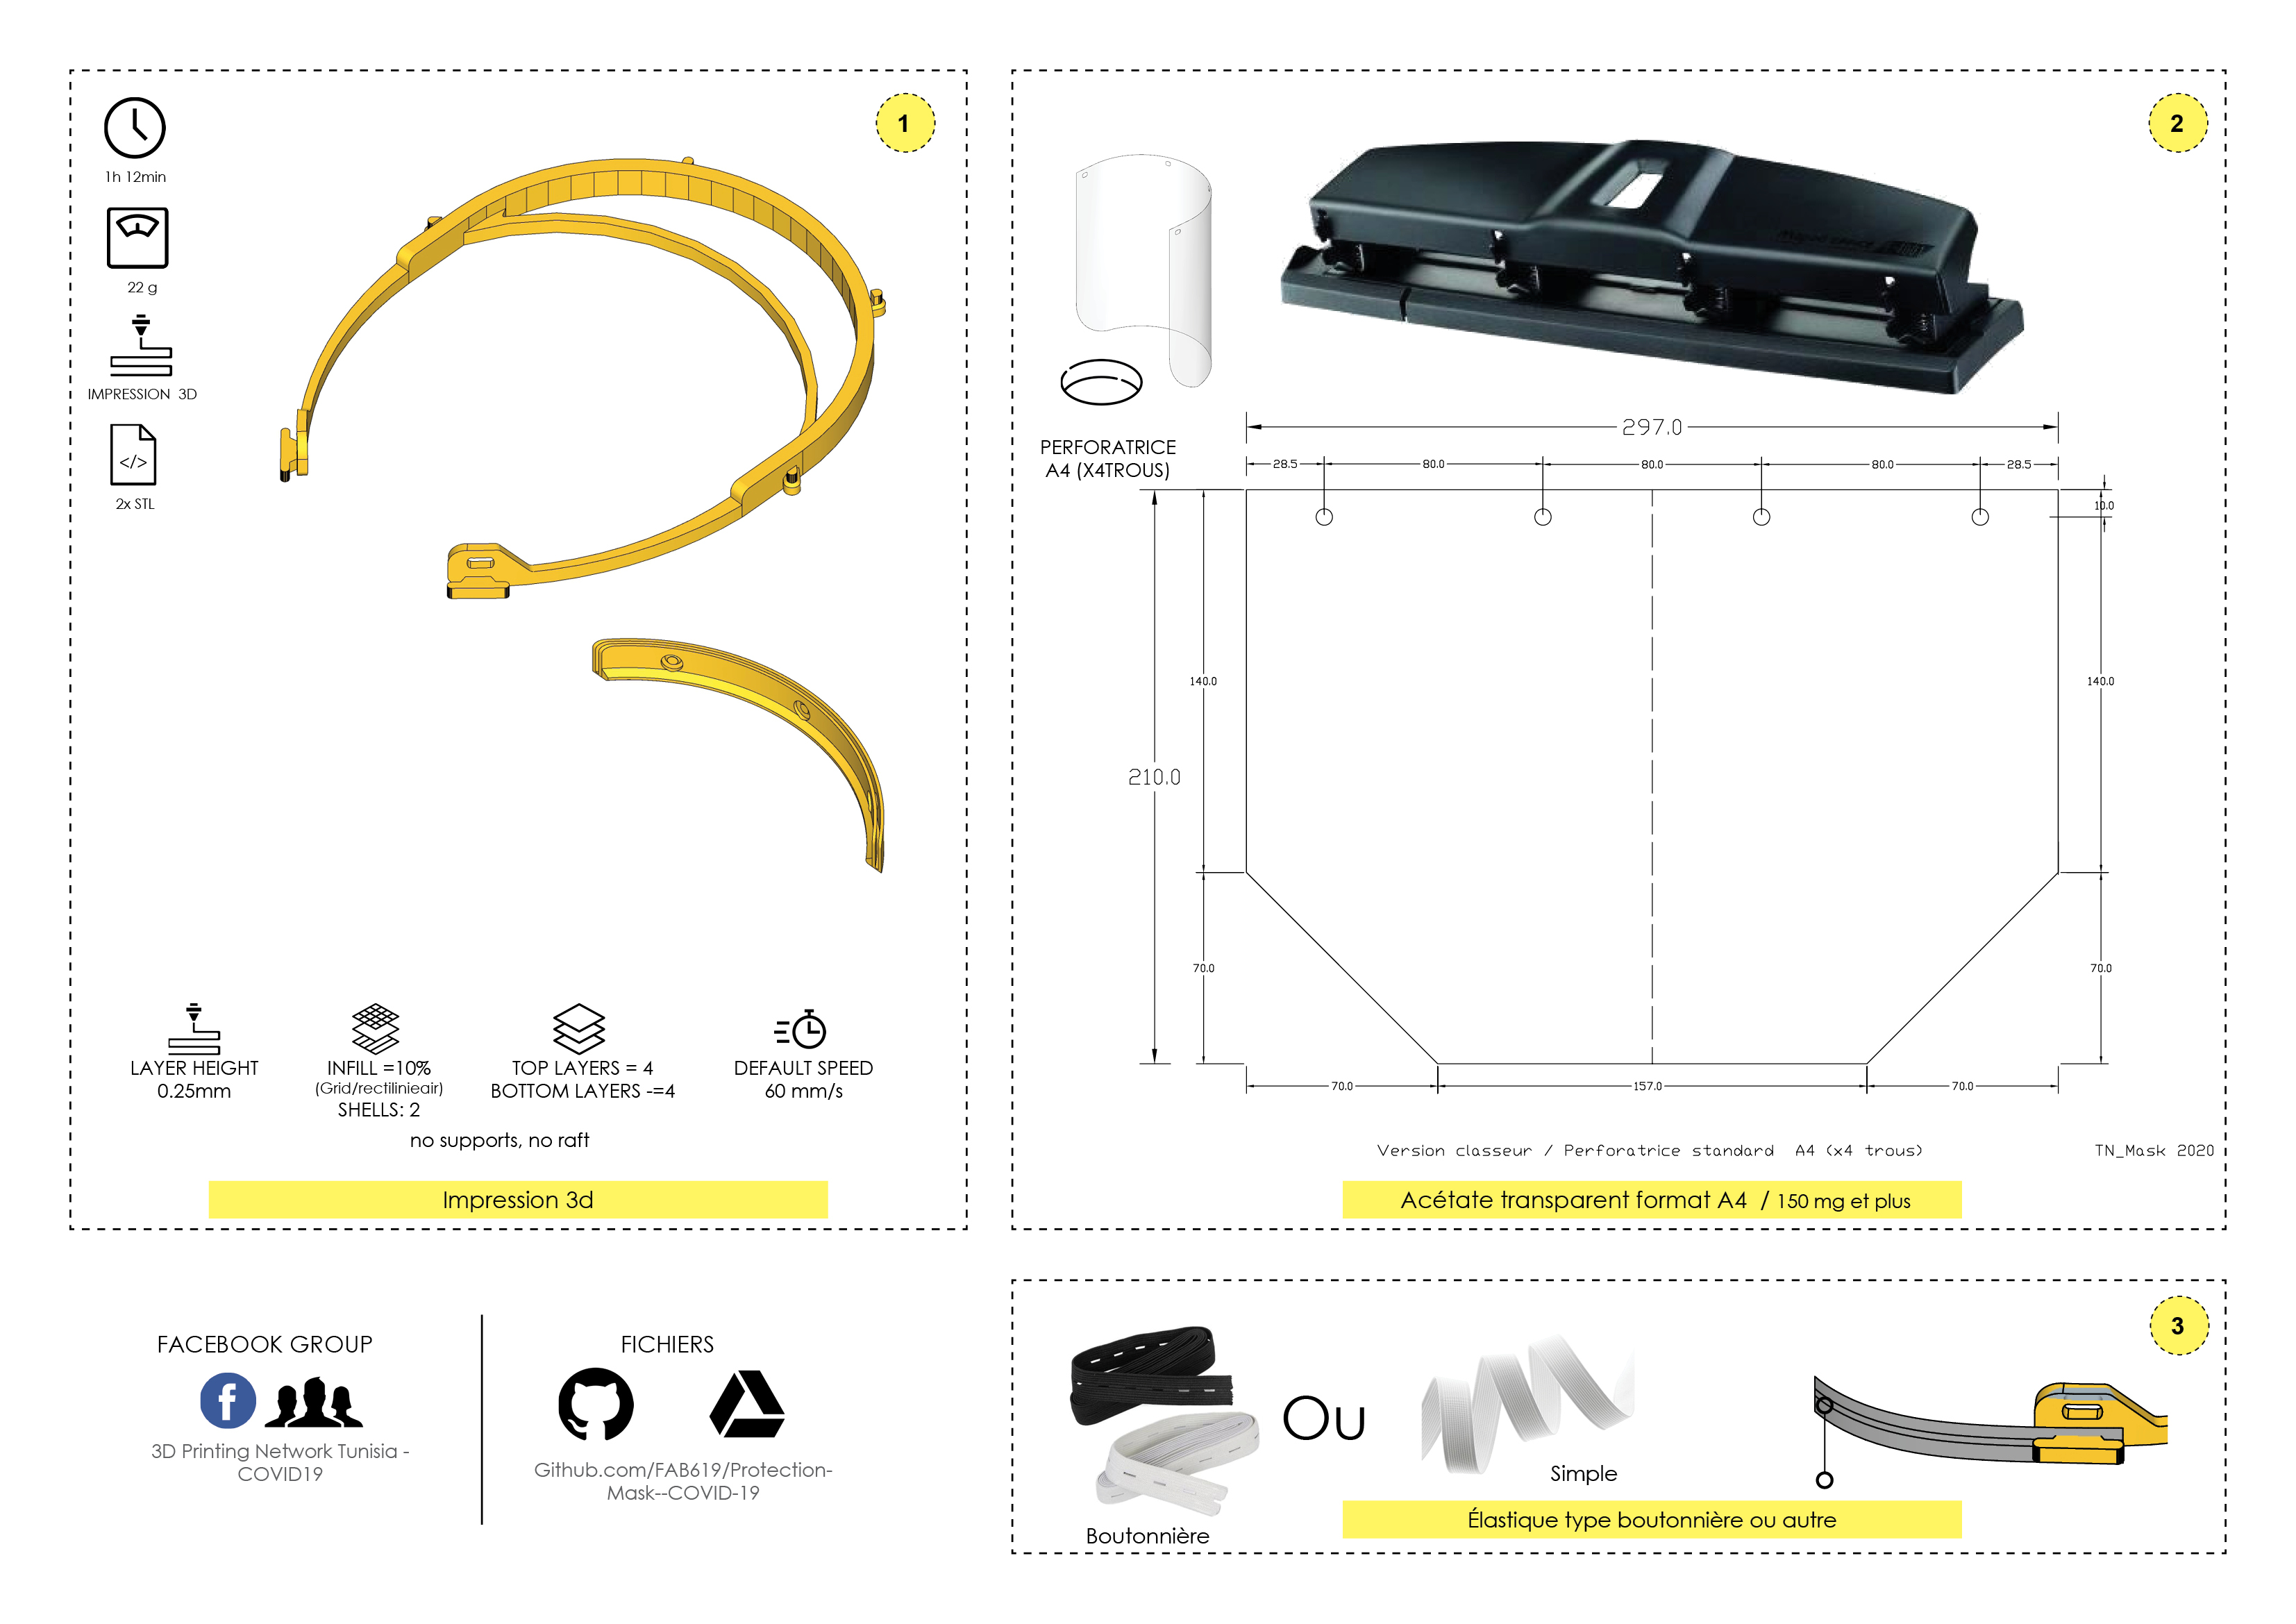 1
1h 12min
22 g
IMPRESSION 3D
</>
2x STL
LAYER HEIGHT
0.25mm
INFILL =10%
(Grid/rectilinieair)
SHELLS: 2
TOP LAYERS = 4
BOTTOM LAYERS -=4
DEFAULT SPEED
60 mm/s
no supports, no raft
Impression 3d
2
PERFORATRICE
A4 (X4TROUS)
297.0
28.5
80.0
80.0
80.0
28.5
10.0
140.0
140.0
210.0
70.0
70.0
70.0
157.0
70.0
Version classeur / Perforatrice standard A4 (x4 trous)
TN_Mask 2020
Acétate transparent format A4 / 150 mg et plus
FACEBOOK GROUP
f
3D Printing Network Tunisia -
COVID19
FICHIERS
Github.com/FAB619/Protection-
Mask--COVID-19
3
Boutonnière
Ou
Simple
Élastique type boutonnière ou autre